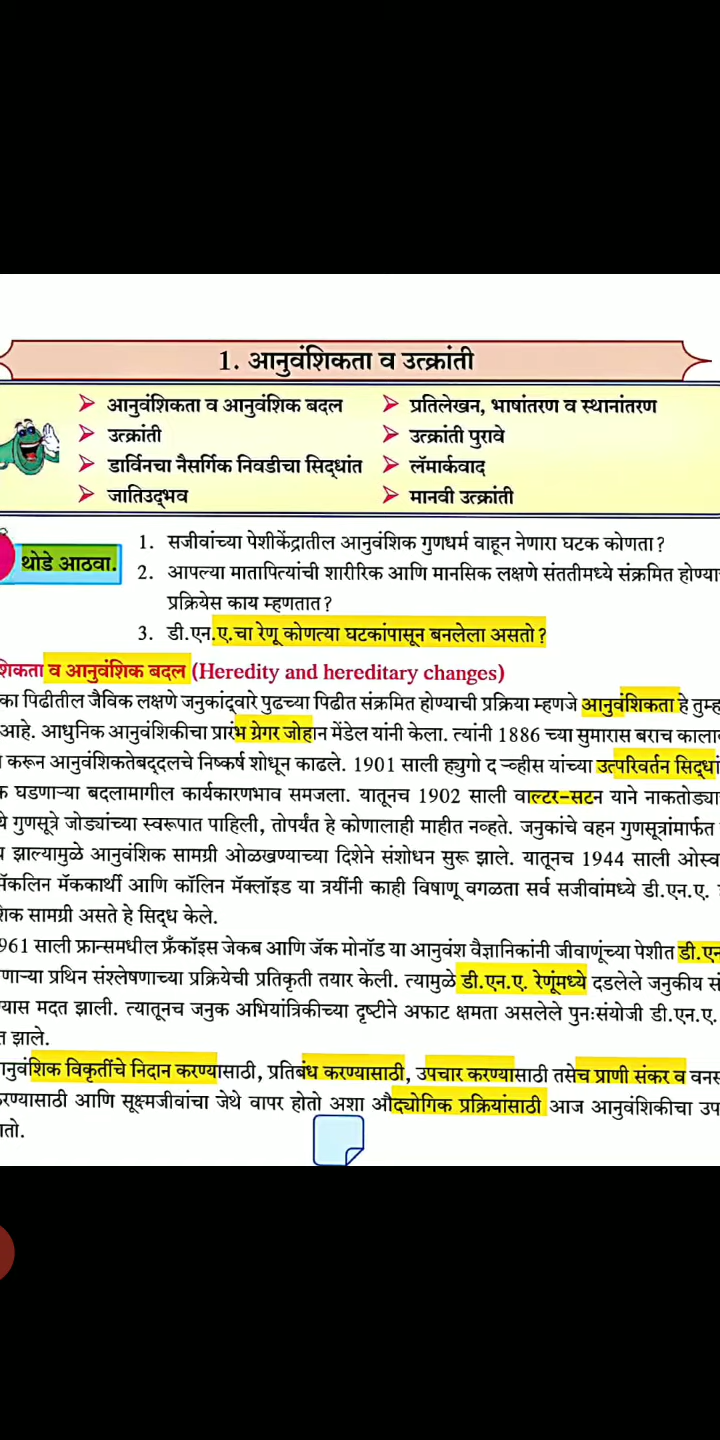 1. आनुवंशिकता व उत्क्रांती
➤ आनुवंशिकता व आनुवंशिक बदल
➤ उत्क्रांती
➤ डार्विनचा नैसर्गिक निवडीचा सिद्धांत
➤ जातिउद्‌भव
➤ प्रतिलेखन, भाषांतरण व स्थानांतरण
➤ उत्क्रांती पुरावे
➤ लॅमार्कवाद
➤ मानवी उत्क्रांती
थोडे आठवा.
1. सजीवांच्या पेशीकेंद्रातील आनुवंशिक गुणधर्म वाहून नेणारा घटक कोणता?
2. आपल्या मातापित्यांची शारीरिक आणि मानसिक लक्षणे संततीमध्ये संक्रमित होण्या
प्रक्रियेस काय म्हणतात?
3. डी.एन.ए.चा रेणू कोणत्या घटकांपासून बनलेला असतो?
शिकता व आनुवंशिक बदल (Heredity and hereditary changes)
का पिढीतील जैविक लक्षणे जनुकांद्‌वारे पुढच्या पिढीत संक्रमित होण्याची प्रक्रिया म्हणजे आनुवंशिकता हे तुम्ह
आहे. आधुनिक आनुवंशिकीचा प्रारंभ ग्रेगर जोहान मेंडेल यांनी केला. त्यांनी 1886 च्या सुमारास बराच काला
करून आनुवंशिकतेबद्‌दलचे निष्कर्ष शोधून काढले. 1901 साली ह्युगो द व्हीस यांच्या उत्परिवर्तन सिद्धां
क घडणाऱ्या बदलामागील कार्यकारणभाव समजला. यातूनच 1902 साली वाल्टर-सटन याने नाकतोड्या
ये गुणसूत्रे जोड्यांच्या स्वरूपात पाहिली, तोपर्यंत हे कोणालाही माहीत नव्हते. जनुकांचे वहन गुणसूत्रांमार्फत
झाल्यामुळे आनुवंशिक सामग्री ओळखण्याच्या दिशेने संशोधन सुरू झाले. यातूनच 1944 साली ओस्व
मॅकलिन मॅककार्थी आणि कॉलिन मॅक्लॉइड या त्रयींनी काही विषाणू वगळता सर्व सजीवांमध्ये डी.एन.ए.
शिक सामग्री असते हे सिद्ध केले.
961 साली फ्रान्समधील फ्रँकॉइस जेकब आणि जॅक मोनॉड या आनुवंश वैज्ञानिकांनी जीवाणूंच्या पेशीत डी.एन
णाऱ्या प्रथिन संश्लेषणाच्या प्रक्रियेची प्रतिकृती तयार केली. त्यामुळे डी.एन.ए. रेणूंमध्ये दडलेले जनुकीय सं
यास मदत झाली. त्यातूनच जनुक अभियांत्रिकीच्या दृष्टीने अफाट क्षमता असलेले पुनःसंयोजी डी.एन.ए.
त झाले.
नुवंशिक विकृतींचे निदान करण्यासाठी, प्रतिबंध करण्यासाठी, उपचार करण्यासाठी तसेच प्राणी संकर व वनस
रण्यासाठी आणि सूक्ष्मजीवांचा जेथे वापर होतो अशा औद्योगिक प्रक्रियांसाठी आज आनुवंशिकीचा उप
तो.